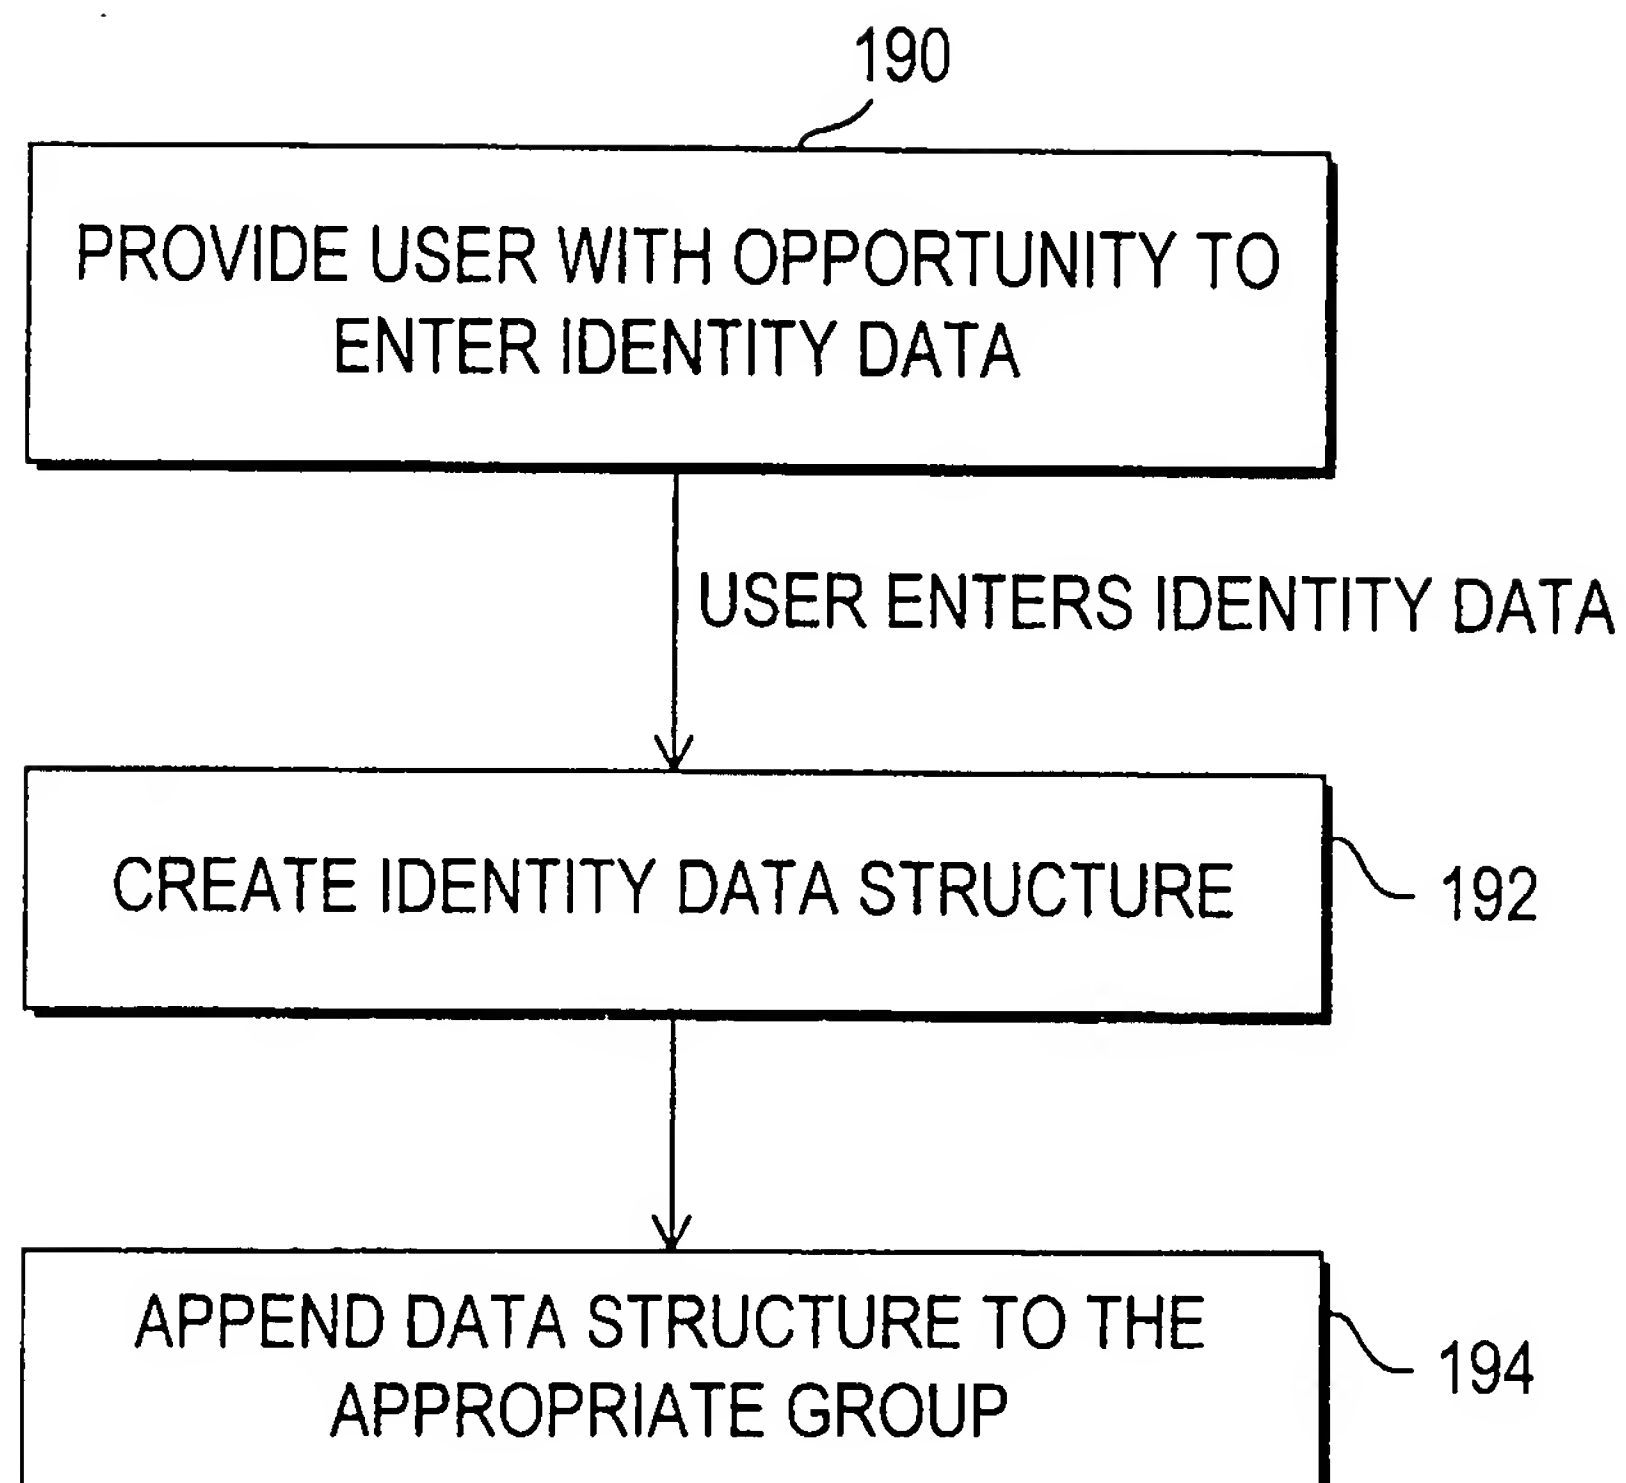 190
PROVIDE USER WITH OPPORTUNITY TO
ENTER IDENTITY DATA
USER ENTERS IDENTITY DATA
CREATE IDENTITY DATA STRUCTURE
192
APPEND DATA STRUCTURE TO THE
APPROPRIATE GROUP
194